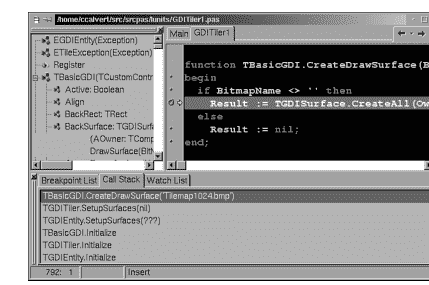 /home/ccalvert/src/srcpas/units/GDITiler1.pas
EGDIEntity(Exception)
ETileException(Exception)
Register
TBasicGDI(TCustomContr
Active: Boolean
Align
BackRect: TRect
BackSurface: TGDISurfa
(AOwner: TComp
DrawSurface(Bitr
Main GDITiler1
function TBasicGDI.CreateDrawSurface(B
begin
if BitmapName <> '' then
Result := TGDISurface.CreateAll(Ow
else
Result := nil;
end;
Breakpoint List Call Stack Watch List
TBasicGDI.CreateDrawSurface('Tilemap1024.bmp')
TGDITiler.SetupSurfaces(nil)
TGDIEntity.SetupSurfaces(???)
TBasicGDI.Initialize
TGDITiler.Initialize
TGDIEntity.Initialize
792: 1 Insert